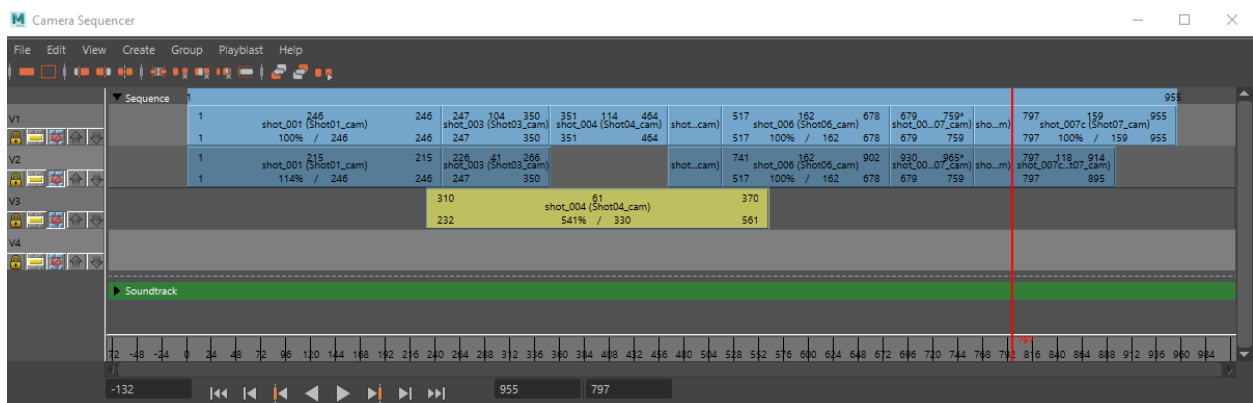 Camera Sequencer
File Edit View Create Group Playblast Help
Sequence 1 955
V1
1 246 246 247 104 350 351 114 464 517 162 678 679 759* 797 159 955
shot_001 (Shot01_cam) shot_003 (Shot03_cam) shot_004 (Shot04_cam) shot...cam) shot_006 (Shot06_cam) shot_00...07_cam) sho...m) shot_007c (Shot07_cam)
1 100% / 246 246 247 350 351 464 517 100% / 162 678 679 759 797 100% / 159 955
V2
1 215 215 226 41 266 741 162 902 930 965* 797 118 914
shot_001 (Shot01_cam) shot_003 (Shot03_cam) shot...cam) shot_006 (Shot06_cam) shot_00...07_cam) sho...m) shot_007c...t07_cam)
1 114% / 246 246 247 350 517 100% / 162 678 679 759 797 895
V3
310 61 370
shot_004 (Shot04_cam)
232 541% / 330 561
V4
Soundtrack
797
72 -48 -24 0 24 48 72 96 120 144 168 192 216 240 264 288 312 336 360 384 408 432 456 480 504 528 552 576 600 624 648 672 696 720 744 768 792 816 840 864 888 912 936 960 984
-132 955 797